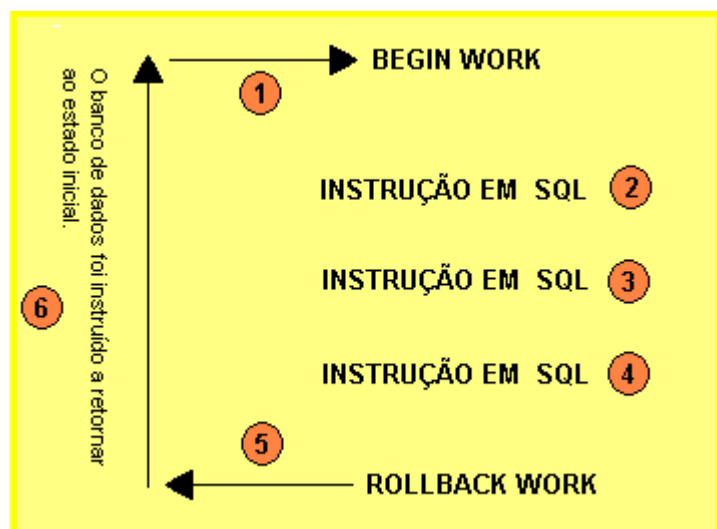 BEGIN WORK
1
INSTRUÇÃO EM SQL 2
INSTRUÇÃO EM SQL 3
INSTRUÇÃO EM SQL 4
5
ROLLBACK WORK
6
O banco de dados foi instruído a retornar
ao estado inicial.